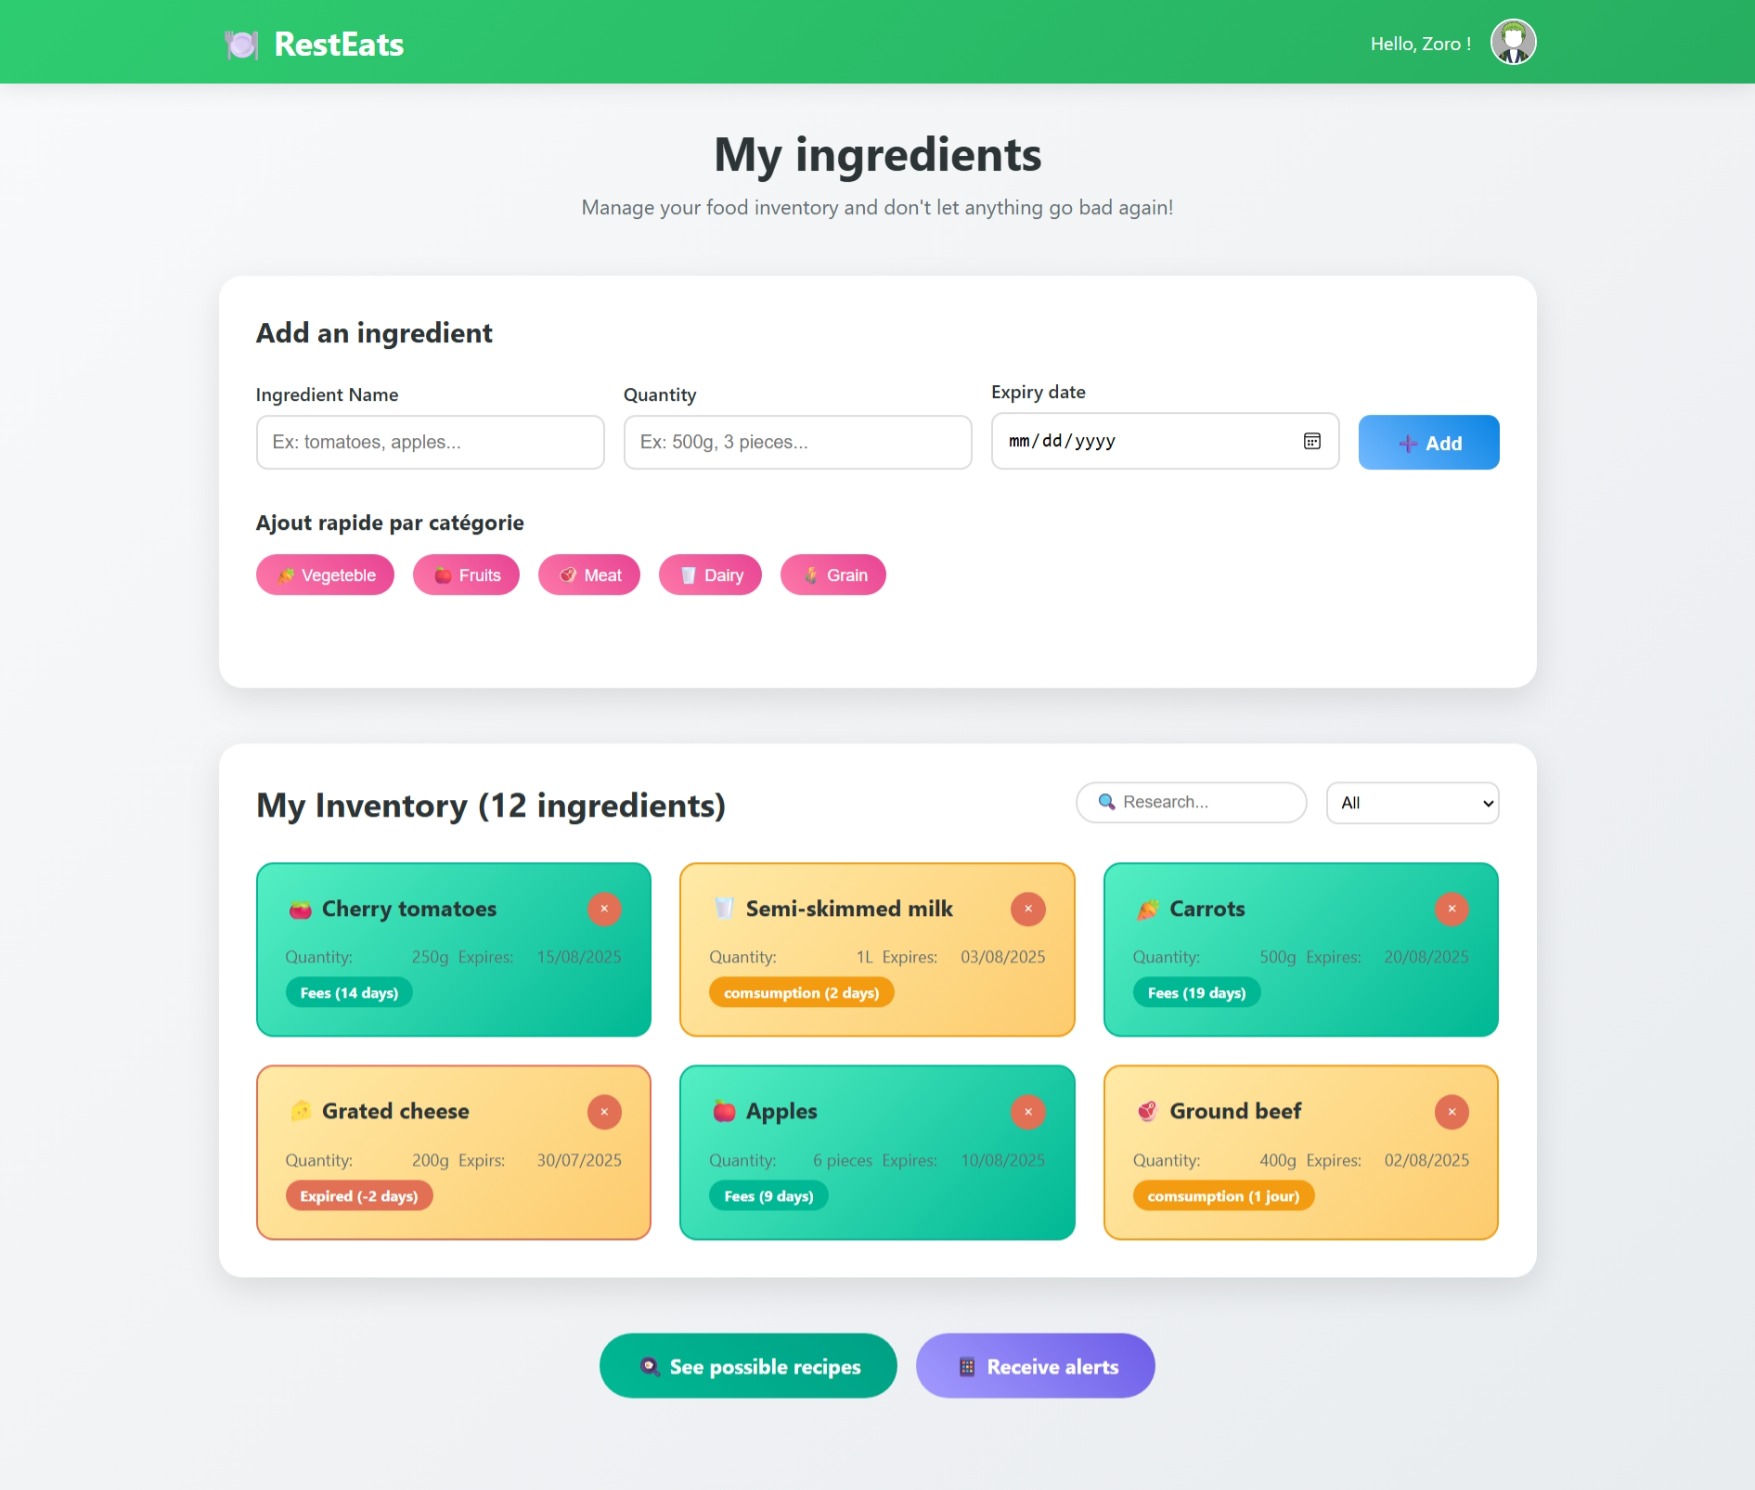 RestEats
Hello, Zoro !
My ingredients
Manage your food inventory and don't let anything go bad again!
Add an ingredient
Ingredient Name
Quantity
Expiry date
Ex: tomatoes, apples...
Ex: 500g, 3 pieces...
mm/dd/yyyy
Add
Ajout rapide par catégorie
Vegeteble
Fruits
Meat
Dairy
Grain
My Inventory (12 ingredients)
Research...
All
Cherry tomatoes
×
Quantity: 250g Expires: 15/08/2025
Fees (14 days)
Semi-skimmed milk
×
Quantity: 1L Expires: 03/08/2025
comsumption (2 days)
Carrots
×
Quantity: 500g Expires: 20/08/2025
Fees (19 days)
Grated cheese
×
Quantity: 200g Expirs: 30/07/2025
Expired (-2 days)
Apples
×
Quantity: 6 pieces Expires: 10/08/2025
Fees (9 days)
Ground beef
×
Quantity: 400g Expires: 02/08/2025
comsumption (1 jour)
See possible recipes
Receive alerts